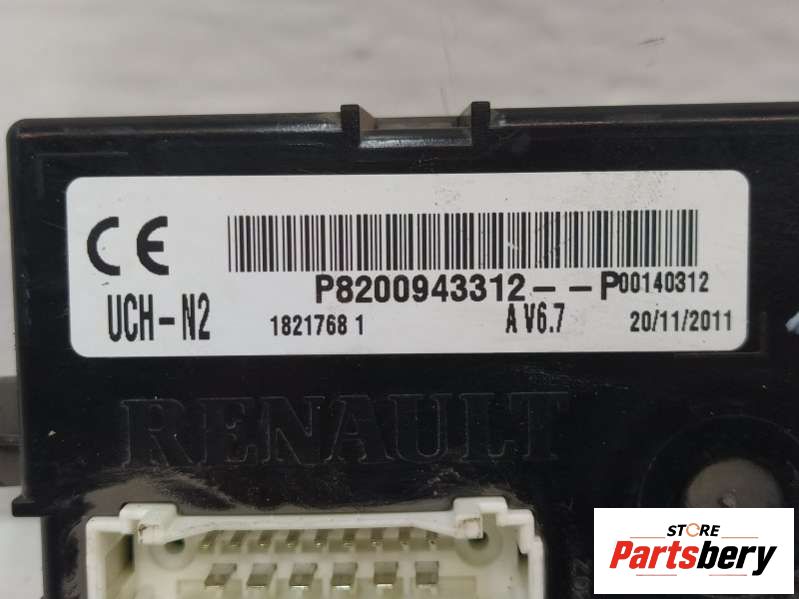 CE
P8200943312--P00140312
UCH-N2 1821768 1 A V6.7 20/11/2011
RENAULT
STORE
Partsbery